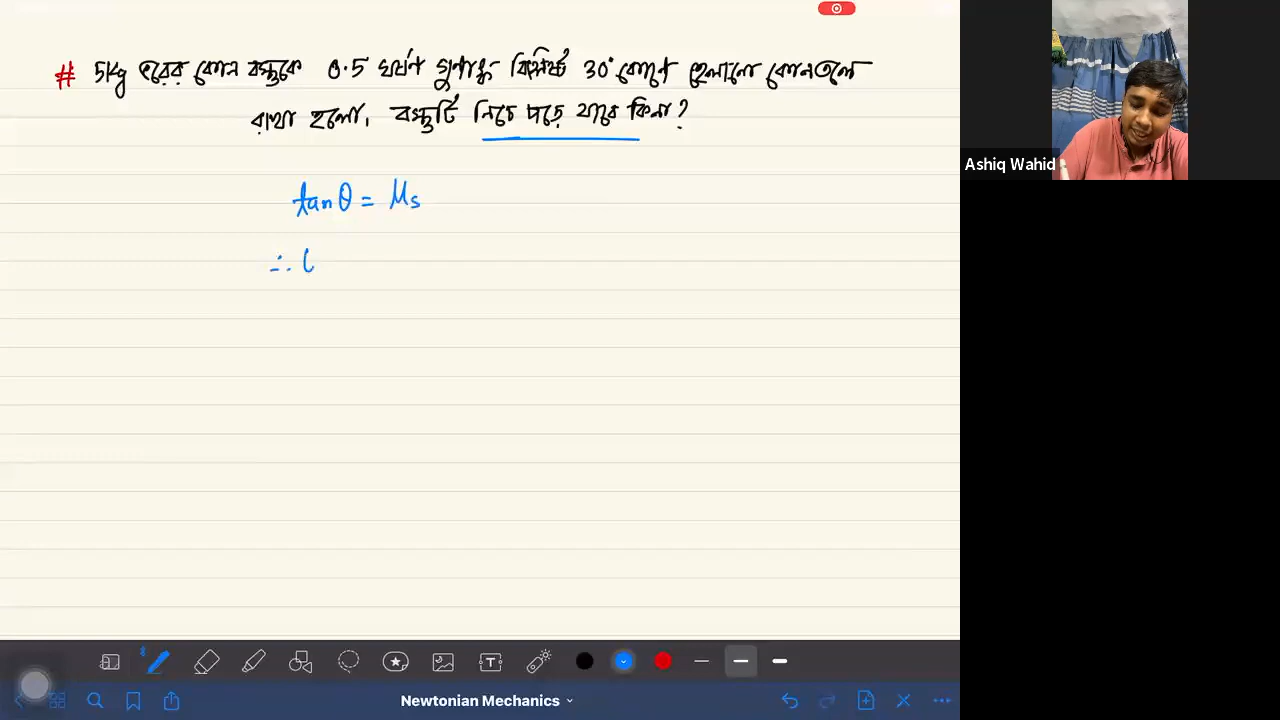 # 5kg ভরের কোন বস্তুকে 0.5 ঘর্ষণ গুণাঙ্ক বিশিষ্ট 30° কোণে হেলানো কোনতলে
রাখা হলো। বস্তুটি নিচে পড়ে যাবে কিনা?
tanθ = μs
∴ (
Ashiq Wahid
Newtonian Mechanics